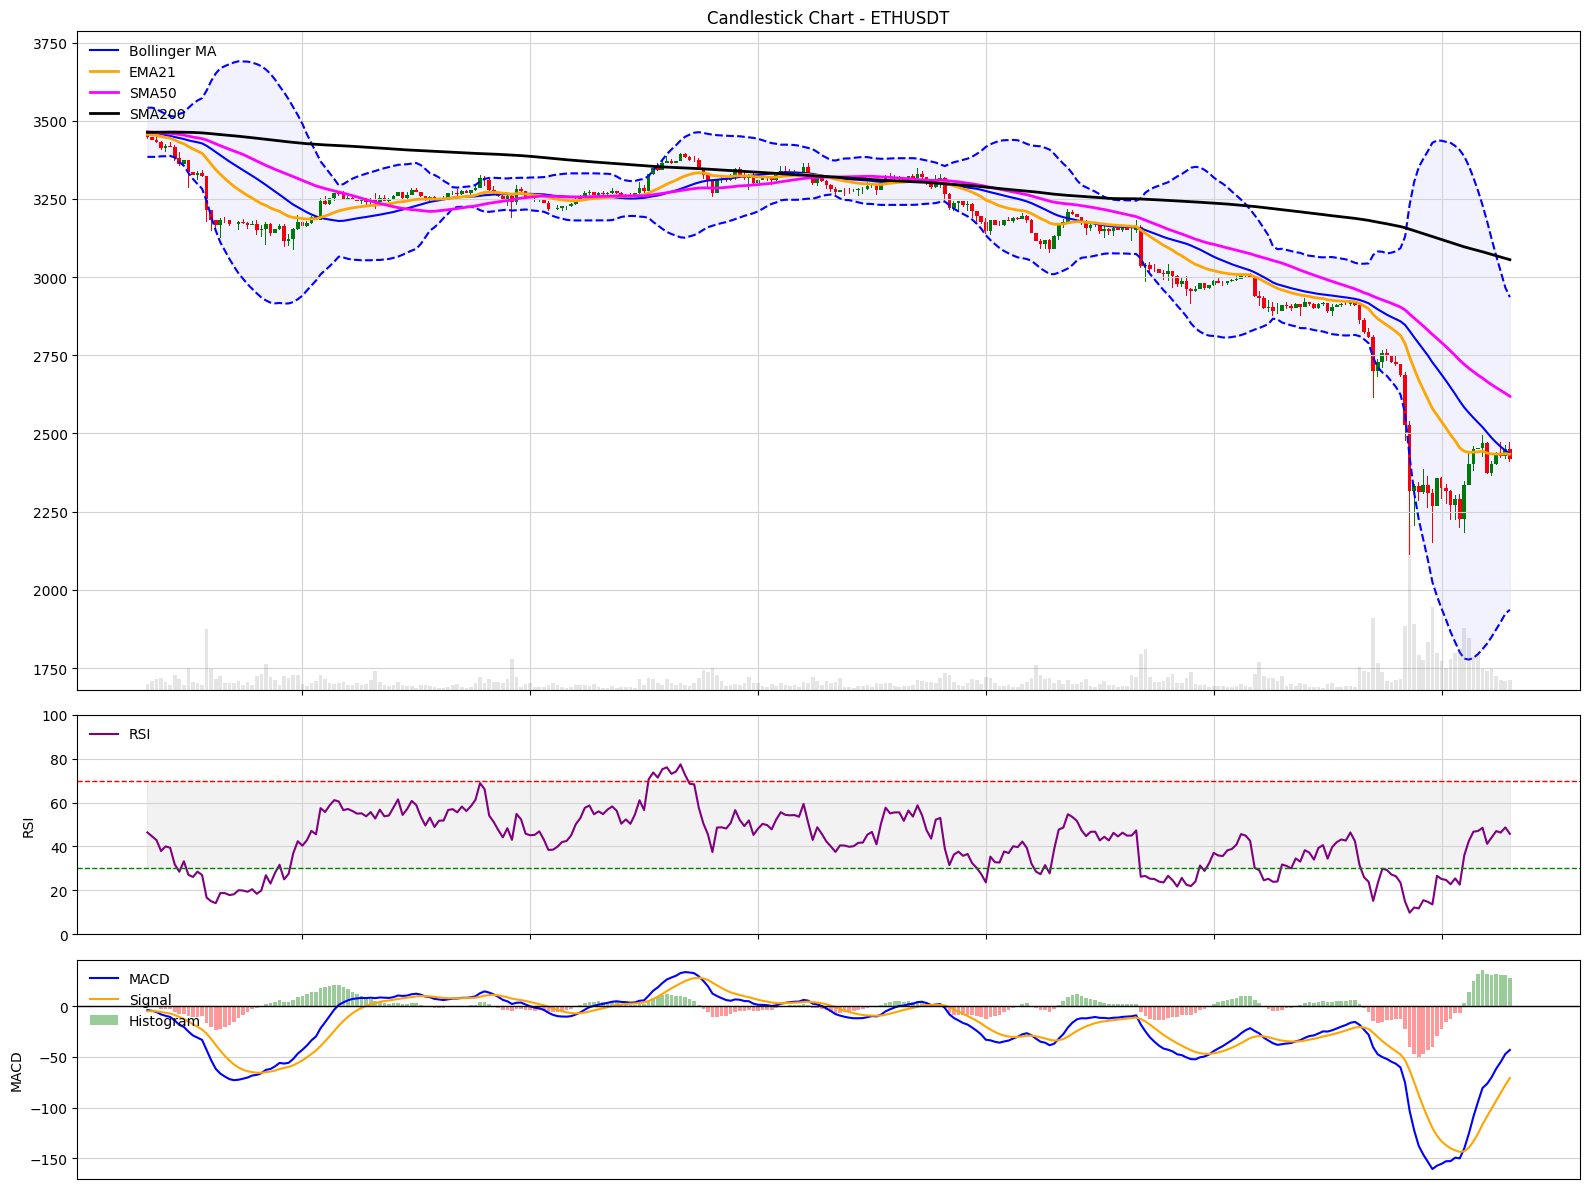 Candlestick Chart - ETHUSDT
3750
3500
3250
3000
2750
2500
2250
2000
1750
Bollinger MA
EMA21
SMA50
SMA200
100
80
60
40
20
0
RSI
RSI
0
−50
−100
−150
MACD
MACD
Signal
Histogram